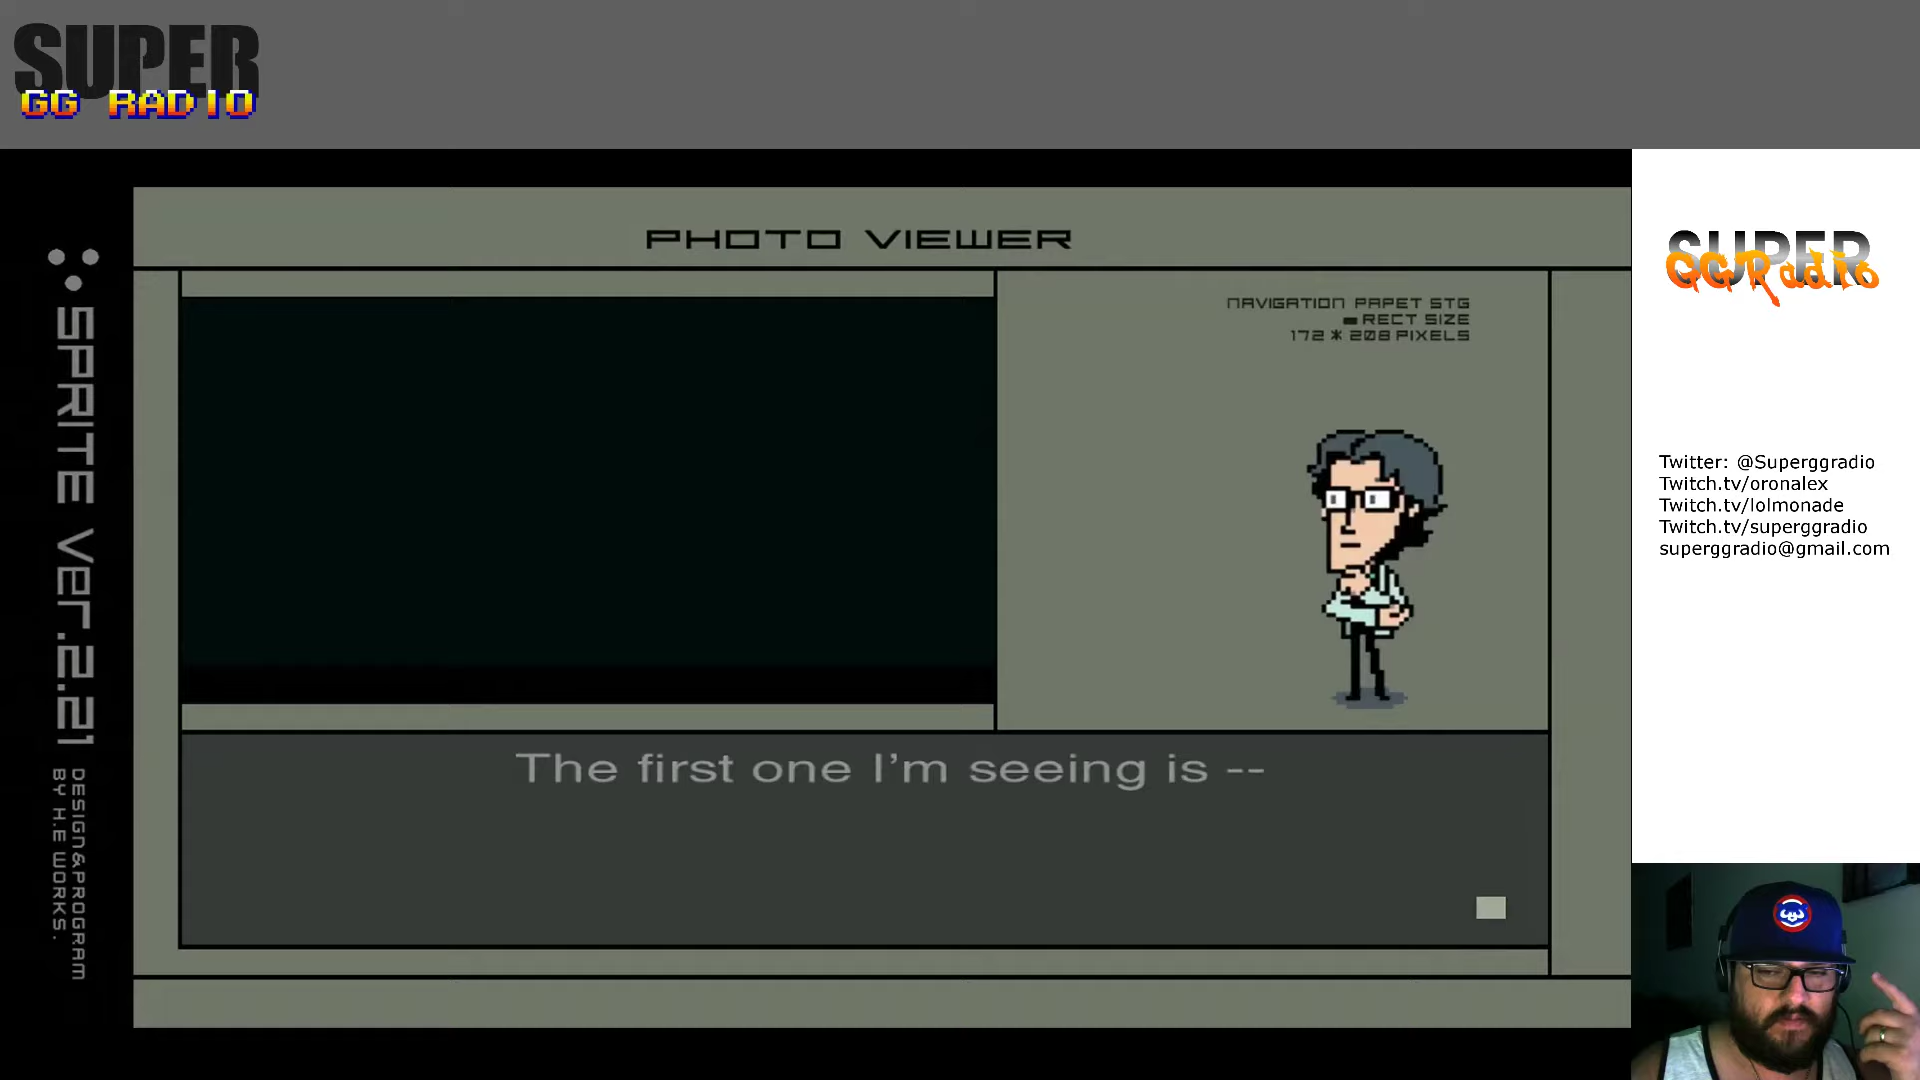 SUPER
GG RADIO
PHOTO VIEWER
NAVIGATION PAPET STG
RECT SIZE
172 * 208 PIXELS
SPRITE Ver.2.21
DESIGN&PROGRAM
BY H.E WORKS.
The first one I'm seeing is --
SUPER
GGRadio
Twitter: @Superggradio
Twitch.tv/oronalex
Twitch.tv/lolmonade
Twitch.tv/superggradio
superggradio@gmail.com